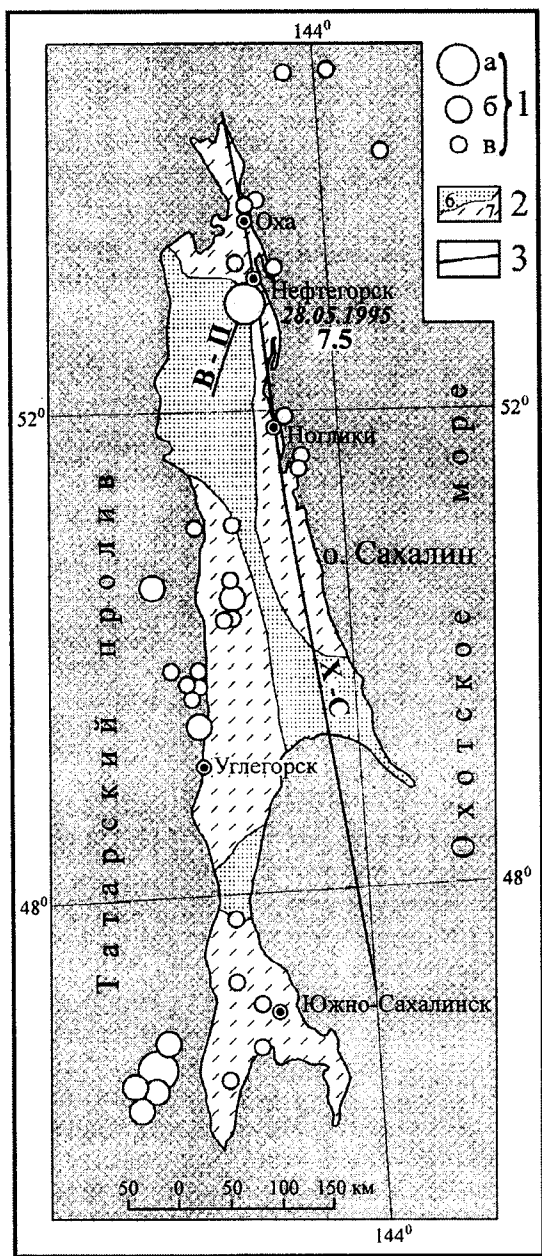 144⁰
а
б 1
в
6 7 2
3
Оха
Нефтегорск
28.05.1995
7.5
В - П
52⁰ 52⁰
Ноглики
Татарский пролив
Охотское море
о. Сахалин
Х - С
Углегорск
48⁰ 48⁰
Южно-Сахалинск
50 0 50 100 150 км
144⁰